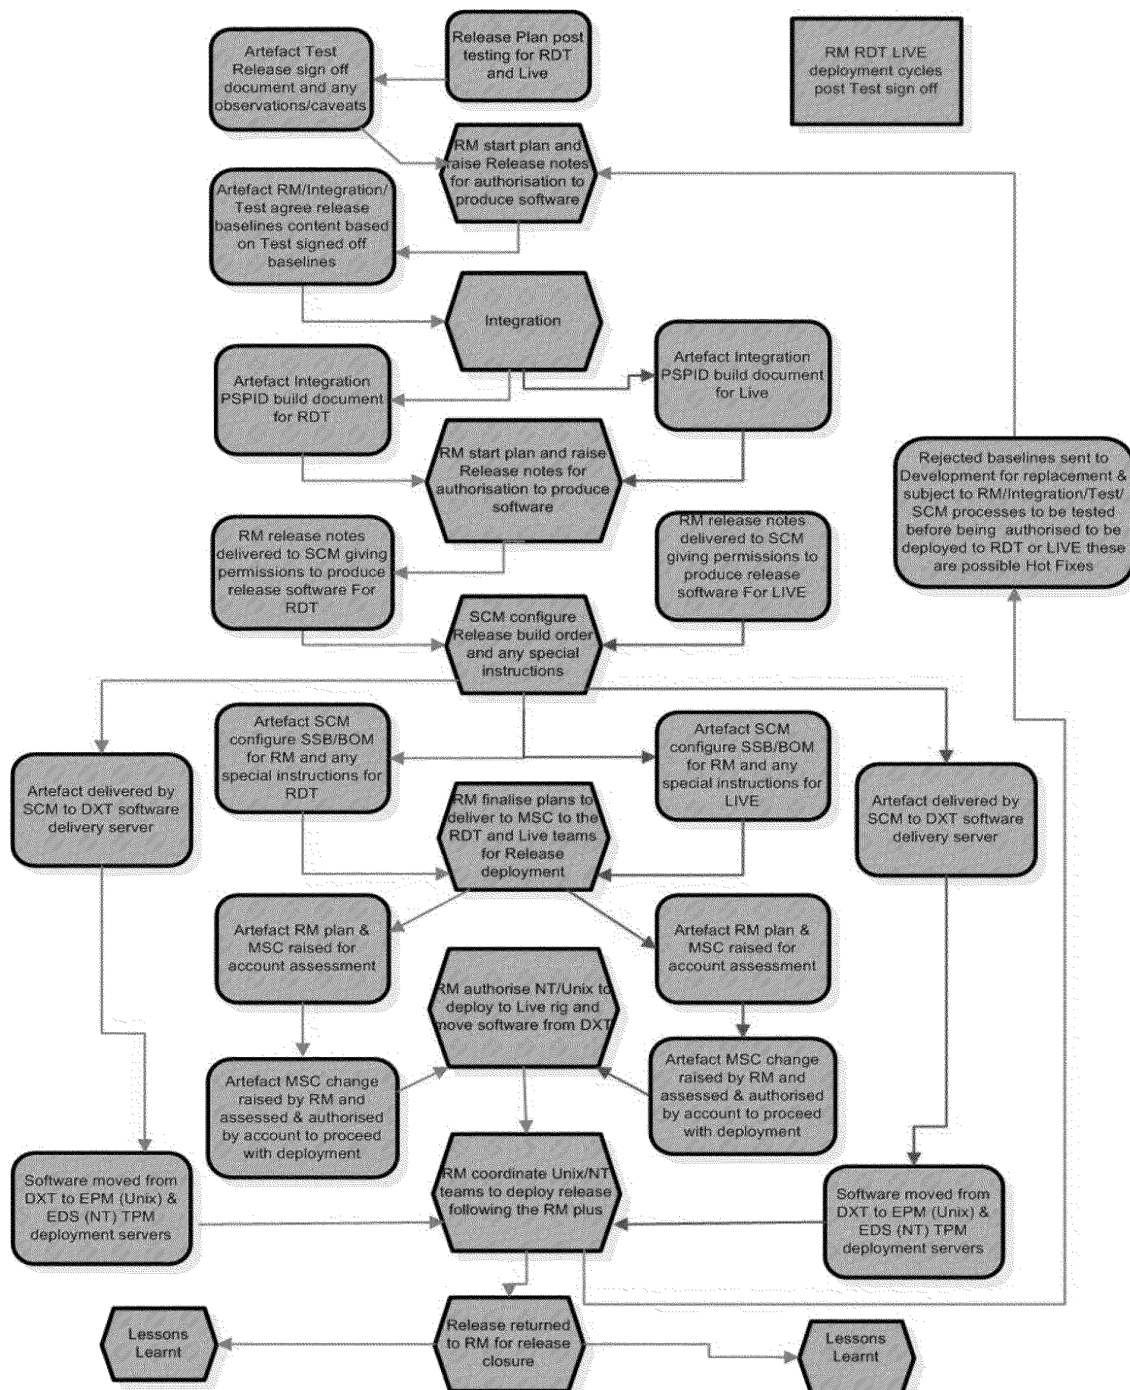 Release Plan post
testing for RDT
and Live
RM RDT LIVE
deployment cycles
post Test sign off
Artefact Test
Release sign off
document and any
observations/caveats
RM start plan and
raise Release notes
for authorisation to
produce software
Artefact RM/Integration/
Test agree release
baselines content based
on Test signed off
baselines
Integration
Artefact Integration
PSPID build document
for RDT
Artefact Integration
PSPID build document
for Live
RM start plan and raise
Release notes for
authorisation to produce
software
Rejected baselines sent to
Development for replacement &
subject to RM/Integration/Test/
SCM processes to be tested
before being authorised to be
deployed to RDT or LIVE these
are possible Hot Fixes
RM release notes
delivered to SCM giving
permissions to produce
release software For
RDT
RM release notes
delivered to SCM giving
permissions to
produce release
software For LIVE
SCM configure
Release build order
and any special
instructions
Artefact SCM
configure SSB/BOM
for RM and any
special instructions for
RDT
Artefact SCM
configure SSB/BOM
for RM and any
special instructions for
LIVE
Artefact delivered by
SCM to DXT software
delivery server
RM finalise plans to
deliver to MSC to the
RDT and Live teams
for Release
deployment
Artefact delivered by
SCM to DXT software
delivery server
Artefact RM plan &
MSC raised for
account assessment
Artefact RM plan &
MSC raised for
account assessment
RM authorise NT/Unix to
deploy to Live rig and
move software from DXT
Artefact MSC change
raised by RM and
assessed & authorised
by account to proceed
with deployment
Artefact MSC change
raised by RM and
assessed & authorised
by account to proceed
with deployment
Software moved from
DXT to EPM (Unix) &
EDS (NT) TPM
deployment servers
RM coordinate Unix/NT
teams to deploy release
following the RM plus
Software moved from
DXT to EPM (Unix) &
EDS (NT) TPM
deployment servers
Lessons
Learnt
Release returned
to RM for release
closure
Lessons
Learnt